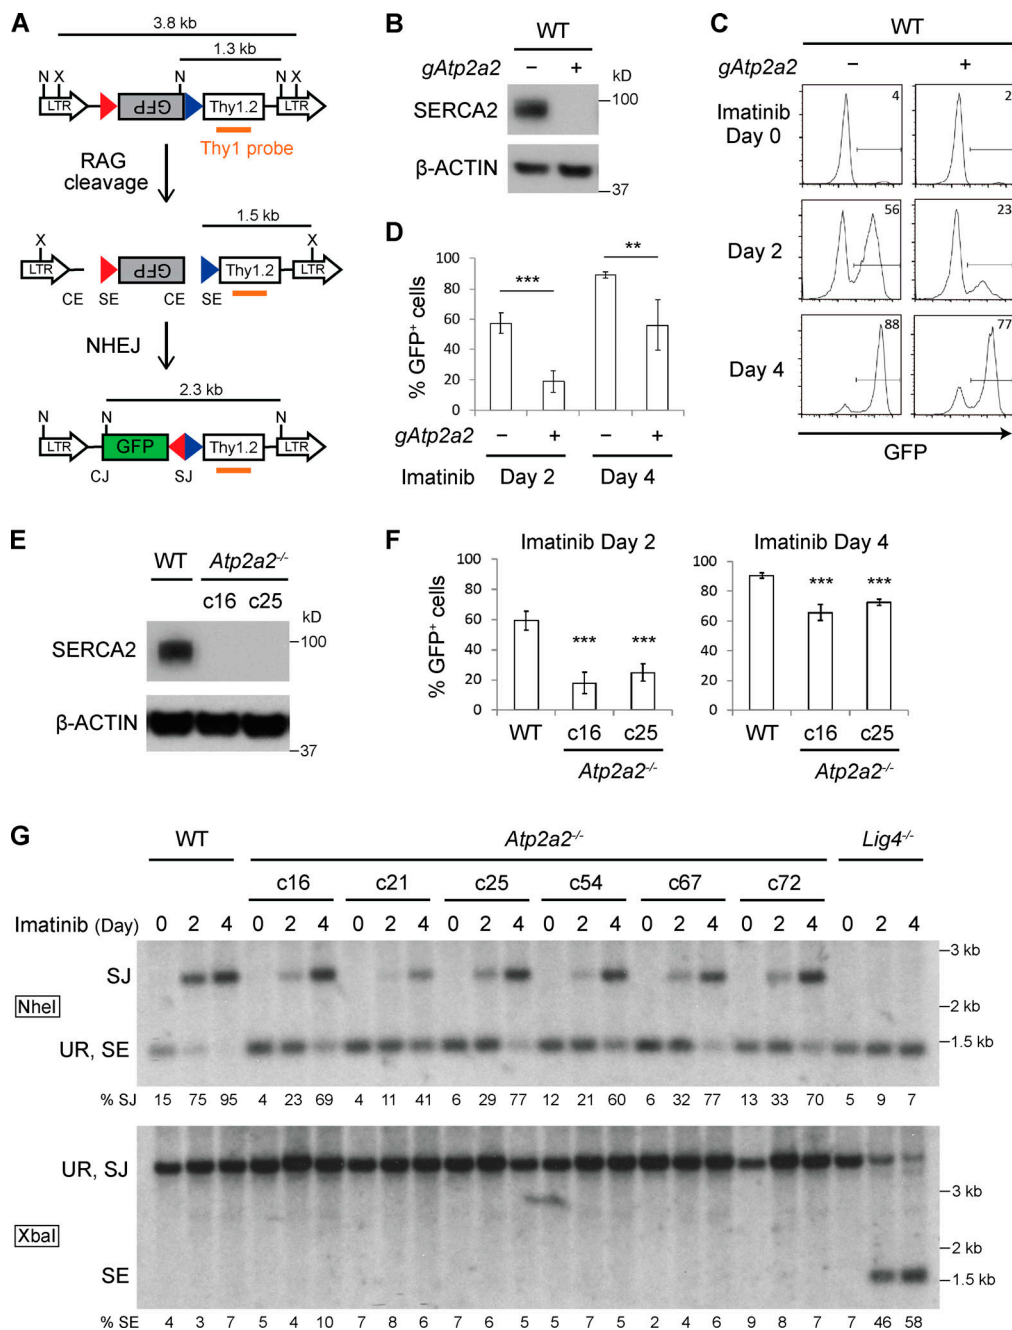 A
3.8 kb
1.3 kb
N X N N X
LTR GFP Thy1.2 LTR
Thy1 probe
RAG
cleavage
1.5 kb
X X
LTR GFP Thy1.2 LTR
CE SE CE SE
NHEJ
2.3 kb
N N
LTR GFP Thy1.2 LTR
CJ SJ
B
WT
gAtp2a2 – +
kD
SERCA2 –100
β-ACTIN
–37
C
WT
gAtp2a2 – +
Imatinib
Day 0
4 2
Day 2
56 23
Day 4
88 77
GFP
D
% GFP+ cells
100
80
60
40
20
0
*** **
gAtp2a2 – + – +
Imatinib Day 2 Day 4
E
WT Atp2a2-/-
c16 c25
kD
SERCA2 –100
β-ACTIN
–37
F
Imatinib Day 2
% GFP+ cells
100
80
60
40
20
0
*** ***
WT c16 c25
Atp2a2-/-
Imatinib Day 4
100
80
60
40
20
0
*** ***
WT c16 c25
Atp2a2-/-
G
WT Atp2a2-/- Lig4-/-
c16 c21 c25 c54 c67 c72
Imatinib (Day) 0 2 4 0 2 4 0 2 4 0 2 4 0 2 4 0 2 4 0 2 4 0 2 4
–3 kb
SJ
NheI –2 kb
UR, SE –1.5 kb
% SJ 15 75 95 4 23 69 4 11 41 6 29 77 12 21 60 6 32 77 13 33 70 5 9 7
UR, SJ
–3 kb
XbaI
–2 kb
SE –1.5 kb
% SE 4 3 7 5 4 10 7 8 6 7 6 5 5 7 5 2 4 6 9 8 7 7 46 58